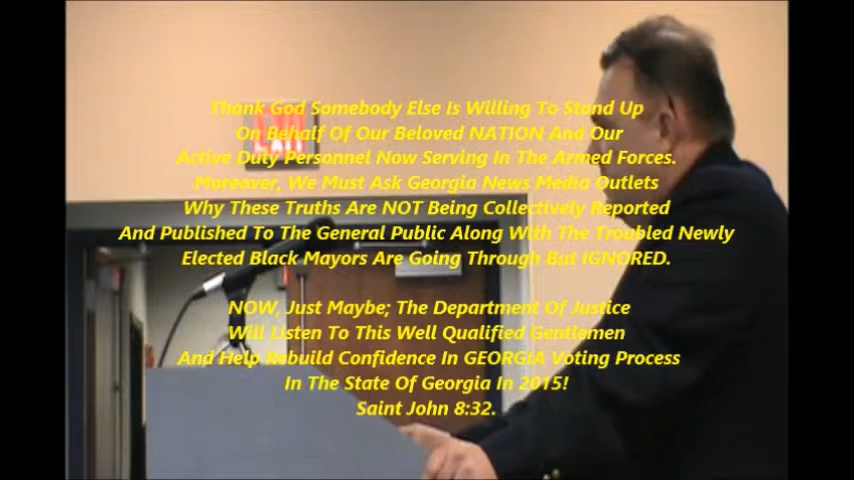 Thank God Somebody Else Is Willing To Stand Up
On Behalf Of Our Beloved NATION And Our
Active Duty Personnel Now Serving In The Armed Forces.
Moreover, We Must Ask Georgia News Media Outlets
Why These Truths Are NOT Being Collectively Reported
And Published To The General Public Along With The Troubled Newly
Elected Black Mayors Are Going Through But IGNORED.
NOW, Just Maybe; The Department Of Justice
Will Listen To This Well Qualified Gentlemen
And Help Rebuild Confidence In GEORGIA Voting Process
In The State Of Georgia In 2015!
Saint John 8:32.
EXIT